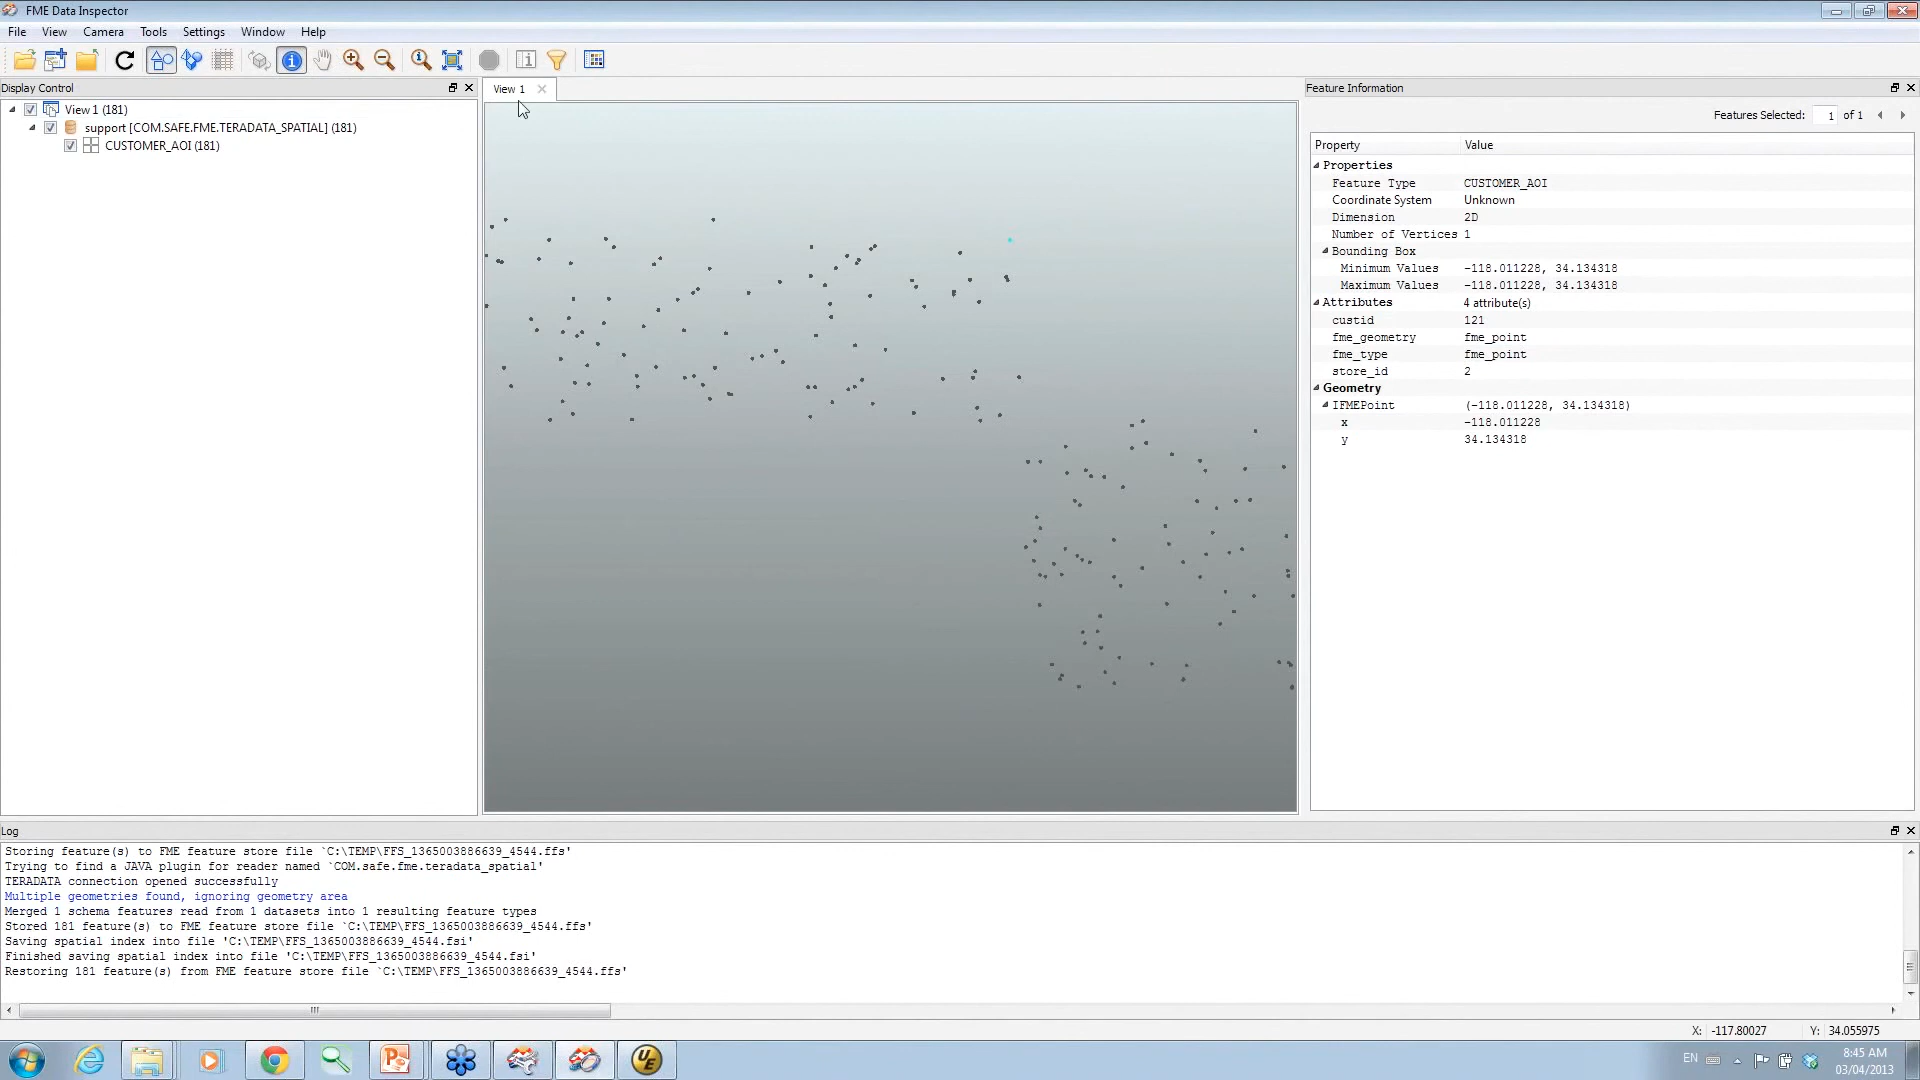 FME Data Inspector
File View Camera Tools Settings Window Help
Display Control
View 1 (181)
support [COM.SAFE.FME.TERADATA_SPATIAL] (181)
CUSTOMER_AOI (181)
View 1
Feature Information
Features Selected: 1 of 1
Property Value
Properties
Feature Type CUSTOMER_AOI
Coordinate System Unknown
Dimension 2D
Number of Vertices 1
Bounding Box
Minimum Values -118.011228, 34.134318
Maximum Values -118.011228, 34.134318
Attributes 4 attribute(s)
custid 121
fme_geometry fme_point
fme_type fme_point
store_id 2
Geometry
IFMEPoint (-118.011228, 34.134318)
x -118.011228
y 34.134318
Log
Storing feature(s) to FME feature store file `C:\TEMP\FFS_1365003886639_4544.ffs'
Trying to find a JAVA plugin for reader named `COM.safe.fme.teradata_spatial'
TERADATA connection opened successfully
Multiple geometries found, ignoring geometry area
Merged 1 schema features read from 1 datasets into 1 resulting feature types
Stored 181 feature(s) to FME feature store file `C:\TEMP\FFS_1365003886639_4544.ffs'
Saving spatial index into file 'C:\TEMP\FFS_1365003886639_4544.fsi'
Finished saving spatial index into file 'C:\TEMP\FFS_1365003886639_4544.fsi'
Restoring 181 feature(s) from FME feature store file `C:\TEMP\FFS_1365003886639_4544.ffs'
X: -117.80027 Y: 34.055975
EN
8:45 AM
03/04/2013